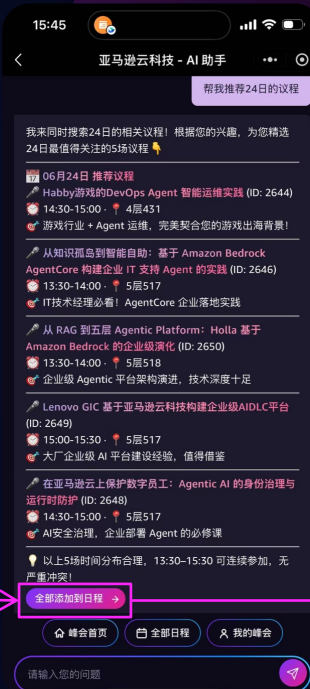 15:45
亚马逊云科技 - AI 助手
帮我推荐24日的议程
我来同时搜索24日的相关议程！根据您的兴趣，为您精选
24日最值得关注的5场议程👇
📅 06月24日 推荐议程
🎤 Habby游戏的DevOps Agent 智能运维实践 (ID: 2644)
⏰ 14:30-15:00 · 📍 4层431
🎯 游戏行业 + Agent 运维，完美契合您的游戏出海背景！
🎤 从知识孤岛到智能自助：基于 Amazon Bedrock
AgentCore 构建企业 IT 支持 Agent 的实践 (ID: 2646)
⏰ 13:30-14:00 · 📍 5层517
🎯 IT技术经理必看！AgentCore 企业落地实践
🎤 从 RAG 到五层 Agentic Platform：Holla 基于
Amazon Bedrock 的企业级演化 (ID: 2650)
⏰ 13:30-14:00 · 📍 5层518
🎯 企业级 Agentic 平台架构演进，技术深度十足
🎤 Lenovo GIC 基于亚马逊云科技构建企业级AIDLC平台
(ID: 2649)
⏰ 15:00-15:30 · 📍 5层517
🎯 大厂企业级 AI 平台建设经验，值得借鉴
🎤 在亚马逊云上保护数字员工：Agentic AI 的身份治理与
运行时防护 (ID: 2648)
⏰ 14:30-15:00 · 📍 5层517
🎯 AI安全治理，企业部署 Agent 的必修课
💡 以上5场时间分布合理，13:30–15:30 可连续参加，无
严重冲突！
全部添加到日程 →
峰会首页 全部日程 我的峰会
请输入您的问题